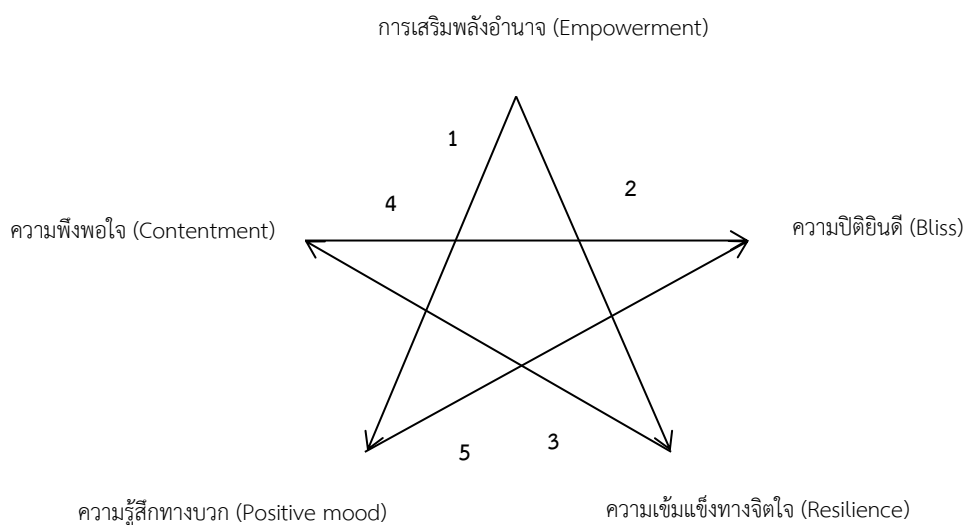 การเสริมพลังอำนาจ (Empowerment)
1
2
4
ความพึงพอใจ (Contentment)
ความปิติยินดี (Bliss)
3
5
ความรู้สึกทางบวก (Positive mood)
ความเข้มแข็งทางจิตใจ (Resilience)